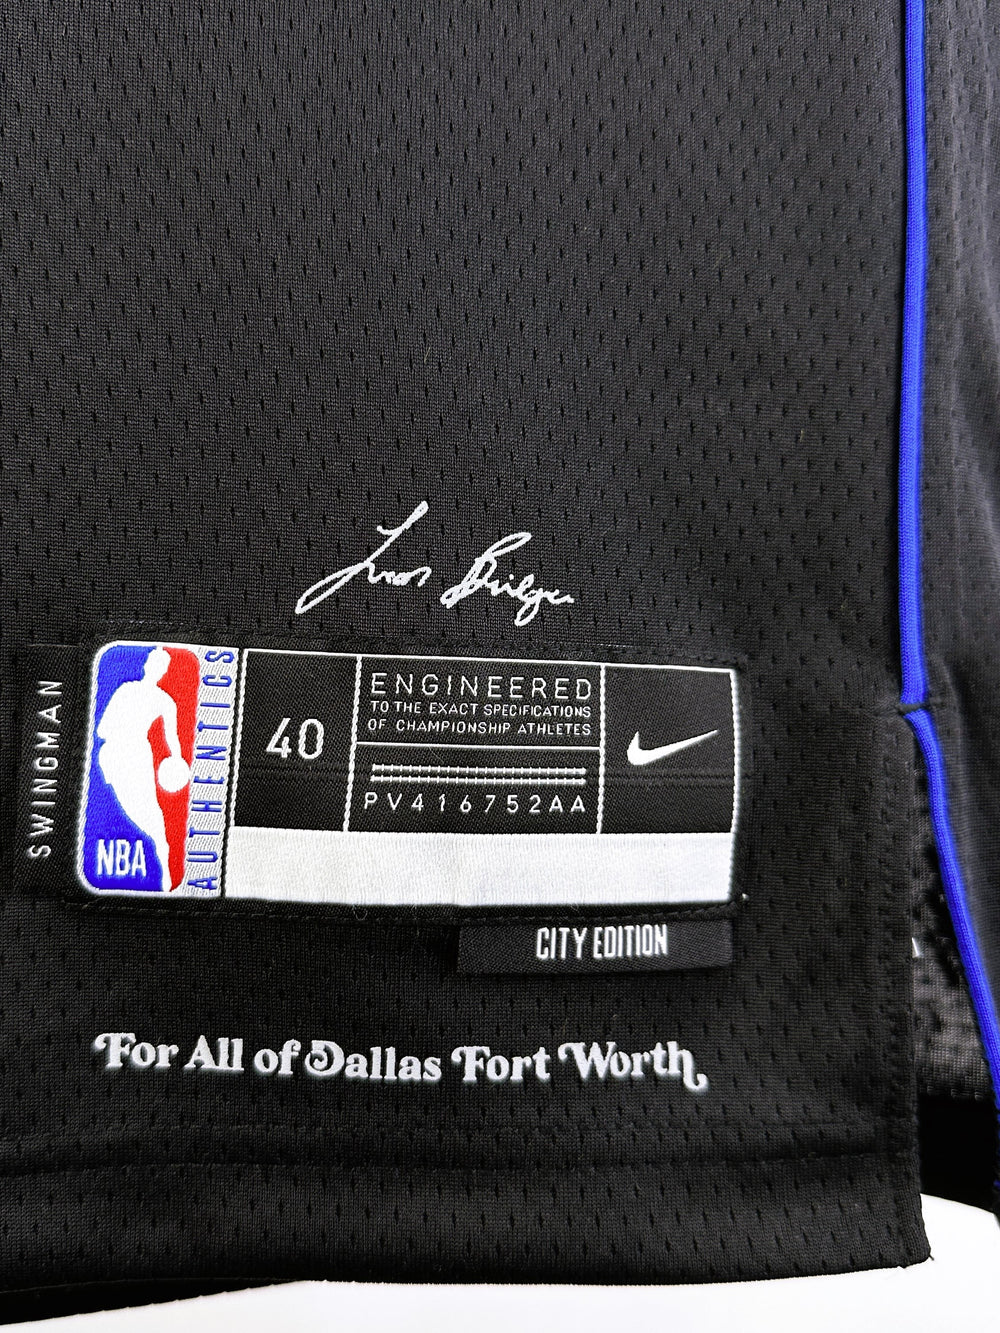 SWINGMAN
NBA
AUTHENTICS
40
ENGINEERED
TO THE EXACT SPECIFICATIONS
OF CHAMPIONSHIP ATHLETES
PV416752AA
CITY EDITION
For All of Dallas Fort Worth